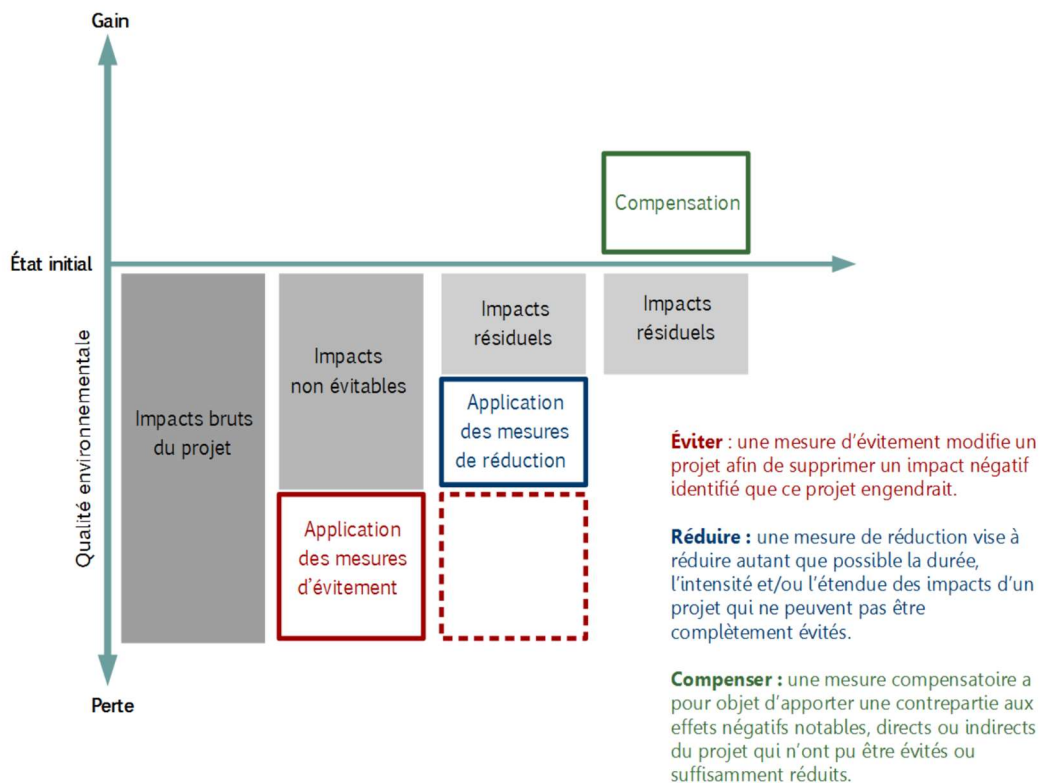 Gain
Compensation
État initial
Qualité environnementale
Impacts bruts
du projet
Impacts
non évitables
Application
des mesures
d'évitement
Impacts
résiduels
Application
des mesures
de réduction
Impacts
résiduels
Perte
Éviter : une mesure d'évitement modifie un
projet afin de supprimer un impact négatif
identifié que ce projet engendrait.
Réduire : une mesure de réduction vise à
réduire autant que possible la durée,
l'intensité et/ou l'étendue des impacts d'un
projet qui ne peuvent pas être
complètement évités.
Compenser : une mesure compensatoire a
pour objet d'apporter une contrepartie aux
effets négatifs notables, directs ou indirects
du projet qui n'ont pu être évités ou
suffisamment réduits.